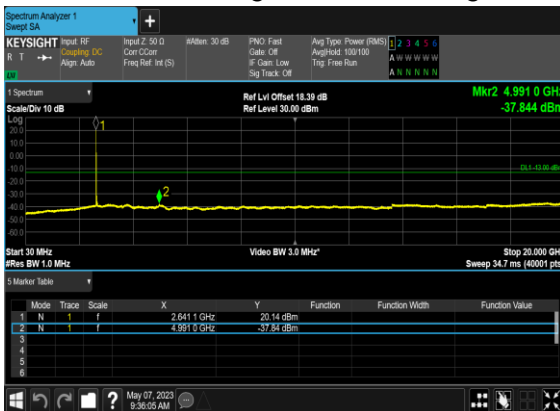 Spectrum Analyzer 1
Swept SA
KEYSIGHT Input: RF Input Z: 50 Ω #Atten: 30 dB PNO: Fast Avg Type: Power (RMS) 1 2 3 4 5 6
R T Coupling: DC Corr CCorr Gate: Off Avg|Hold: 100/100 A W W W W W
Align: Auto Freq Ref: Int (S) IF Gain: Low Trig: Free Run
Sig Track: Off A N N N N N
LV
1 Spectrum Ref Lvl Offset 18.39 dB Mkr2 4.991 0 GHz
Scale/Div 10 dB Ref Level 30.00 dBm -37.844 dBm
Log
20.0
10.0
0.00
-10.0
-20.0
-30.0
-40.0
-50.0
-60.0
1
2
DL1 -13.00 dBm
Start 30 MHz Video BW 3.0 MHz* Stop 20.000 GH
#Res BW 1.0 MHz Sweep 34.7 ms (40001 pts
5 Marker Table
Mode Trace Scale X Y Function Function Width Function Value
1 N 1 f 2.641 1 GHz 20.14 dBm
2 N 1 f 4.991 0 GHz -37.84 dBm
3
4
5
6
? May 07, 2023
9:36:05 AM